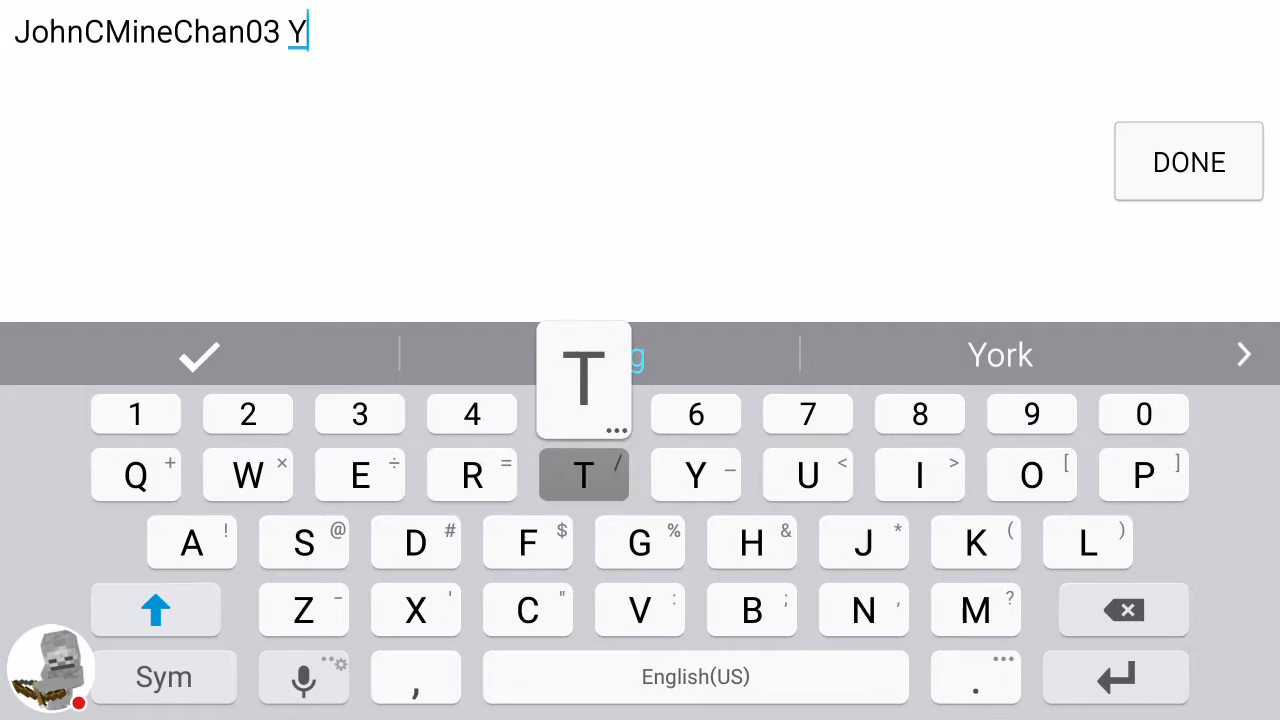 JohnCMineChan03 Y
DONE
g York
T
1 2 3 4 6 7 8 9 0
Q + W × E ÷ R = T / Y _ U < I > O [ P ]
A ! S @ D # F $ G % H & J * K ( L )
Z - X ' C " V : B ; N , M ?
Sym , English(US) .